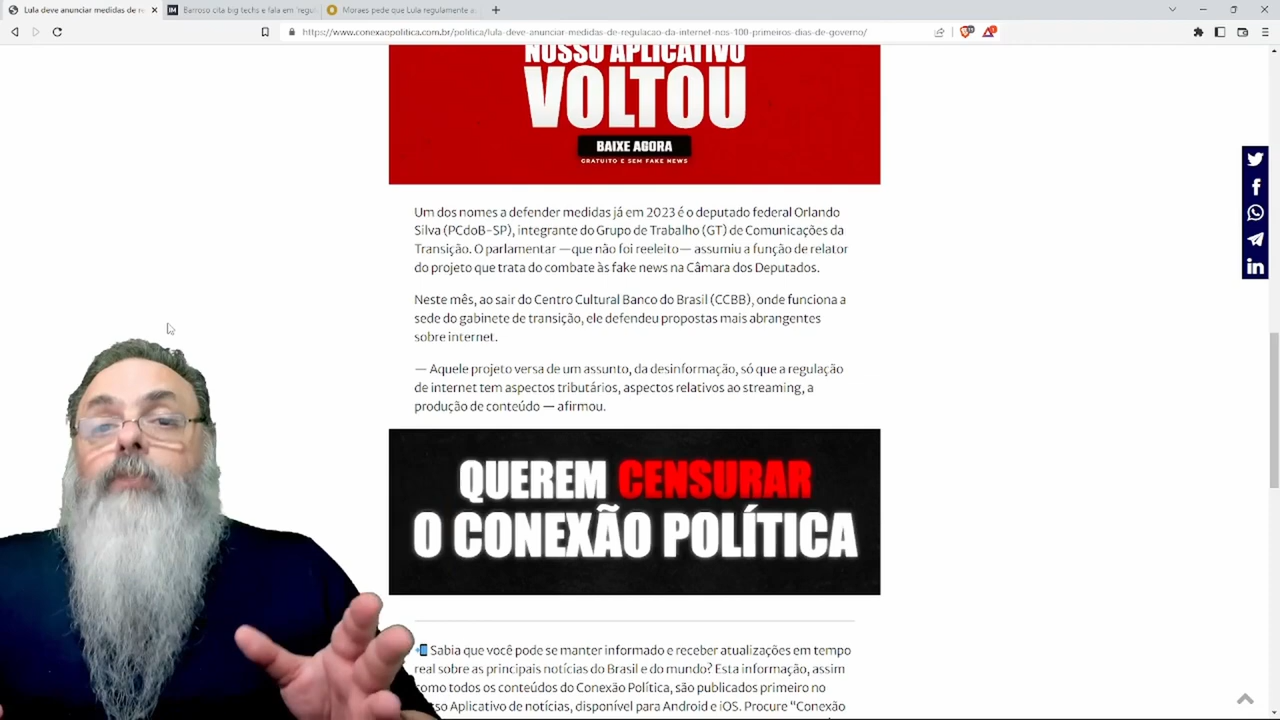 Lula deve anunciar medidas de re
Barroso cita big techs e fala em 'regul
Moraes pede que Lula regulamente a
https://www.conexaopolitica.com.br/politica/lula-deve-anunciar-medidas-de-regulacao-da-internet-nos-100-primeiros-dias-de-governo/
NOSSO APLICATIVO
VOLTOU
BAIXE AGORA
GRATUITO E SEM FAKE NEWS
Um dos nomes a defender medidas já em 2023 é o deputado federal Orlando
Silva (PCdoB-SP), integrante do Grupo de Trabalho (GT) de Comunicações da
Transição. O parlamentar —que não foi reeleito— assumiu a função de relator
do projeto que trata do combate às fake news na Câmara dos Deputados.
Neste mês, ao sair do Centro Cultural Banco do Brasil (CCBB), onde funciona a
sede do gabinete de transição, ele defendeu propostas mais abrangentes
sobre internet.
— Aquele projeto versa de um assunto, da desinformação, só que a regulação
de internet tem aspectos tributários, aspectos relativos ao streaming, a
produção de conteúdo — afirmou.
QUEREM CENSURAR
O CONEXÃO POLÍTICA
Sabia que você pode se manter informado e receber atualizações em tempo
real sobre as principais notícias do Brasil e do mundo? Esta informação, assim
como todos os conteúdos do Conexão Política, são publicados primeiro no
sso Aplicativo de notícias, disponível para Android e iOS. Procure "Conexão